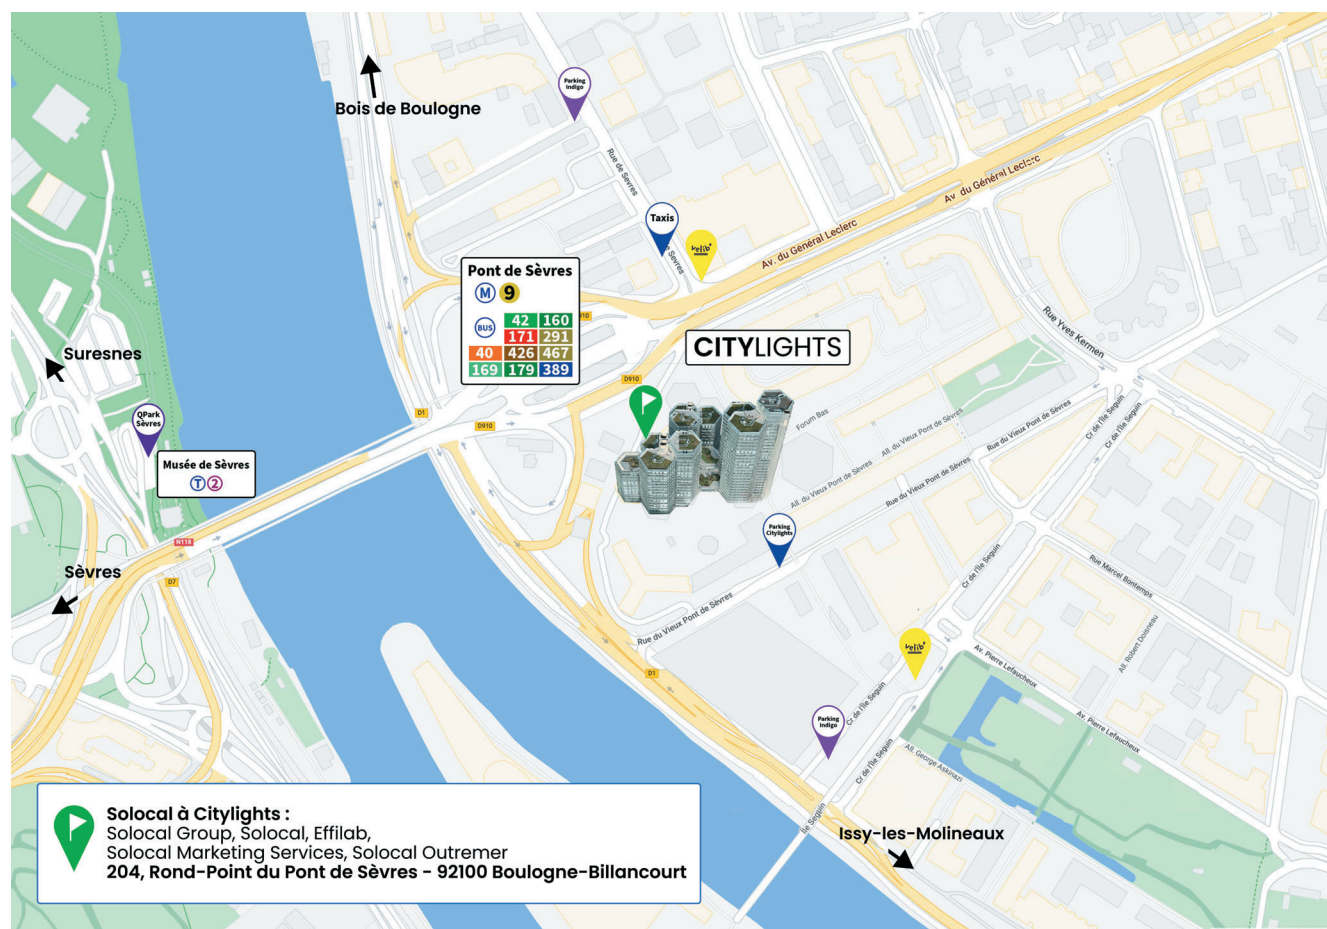 Bois de Boulogne
Parking
Indigo
Rue de Sevres
Taxis
velib'
e Sevres
Av. du Général Leclerc
Av. du Général Leclerc
Pont de Sèvres
M 9
BUS
42 160
171 291
40 426 467
169 179 389
910
CITYLIGHTS
Rue Yves Kermen
Suresnes
D910
D1
D910
QPark
Sèvres
Musée de Sèvres
T 2
Forum Bas
All. du Vieux Pont de Sèvres
All. du Vieux Pont de Sèvres
Rue du Vieux Pont de Sèvres
Rue du Vieux Pont de Sèvres
Cr de l'Île Seguin
Cr de l'Île Seguin
Parking
Citylights
N118
Sèvres
D7
Rue du Vieux Pont de Sèvres
Cr de l'Île Seguin
Rue Marcel Bontemps
All. Robert Doisneau
velib'
Av. Pierre Lefaucheux
Av. Pierre Lefaucheux
D1
Parking
Indigo
Cr de l'Île Seguin
Cr de l'Île Seguin
All. George Askinazi
Île Seguin
Issy-les-Molineaux
Solocal à Citylights :
Solocal Group, Solocal, Effilab,
Solocal Marketing Services, Solocal Outremer
204, Rond-Point du Pont de Sèvres - 92100 Boulogne-Billancourt